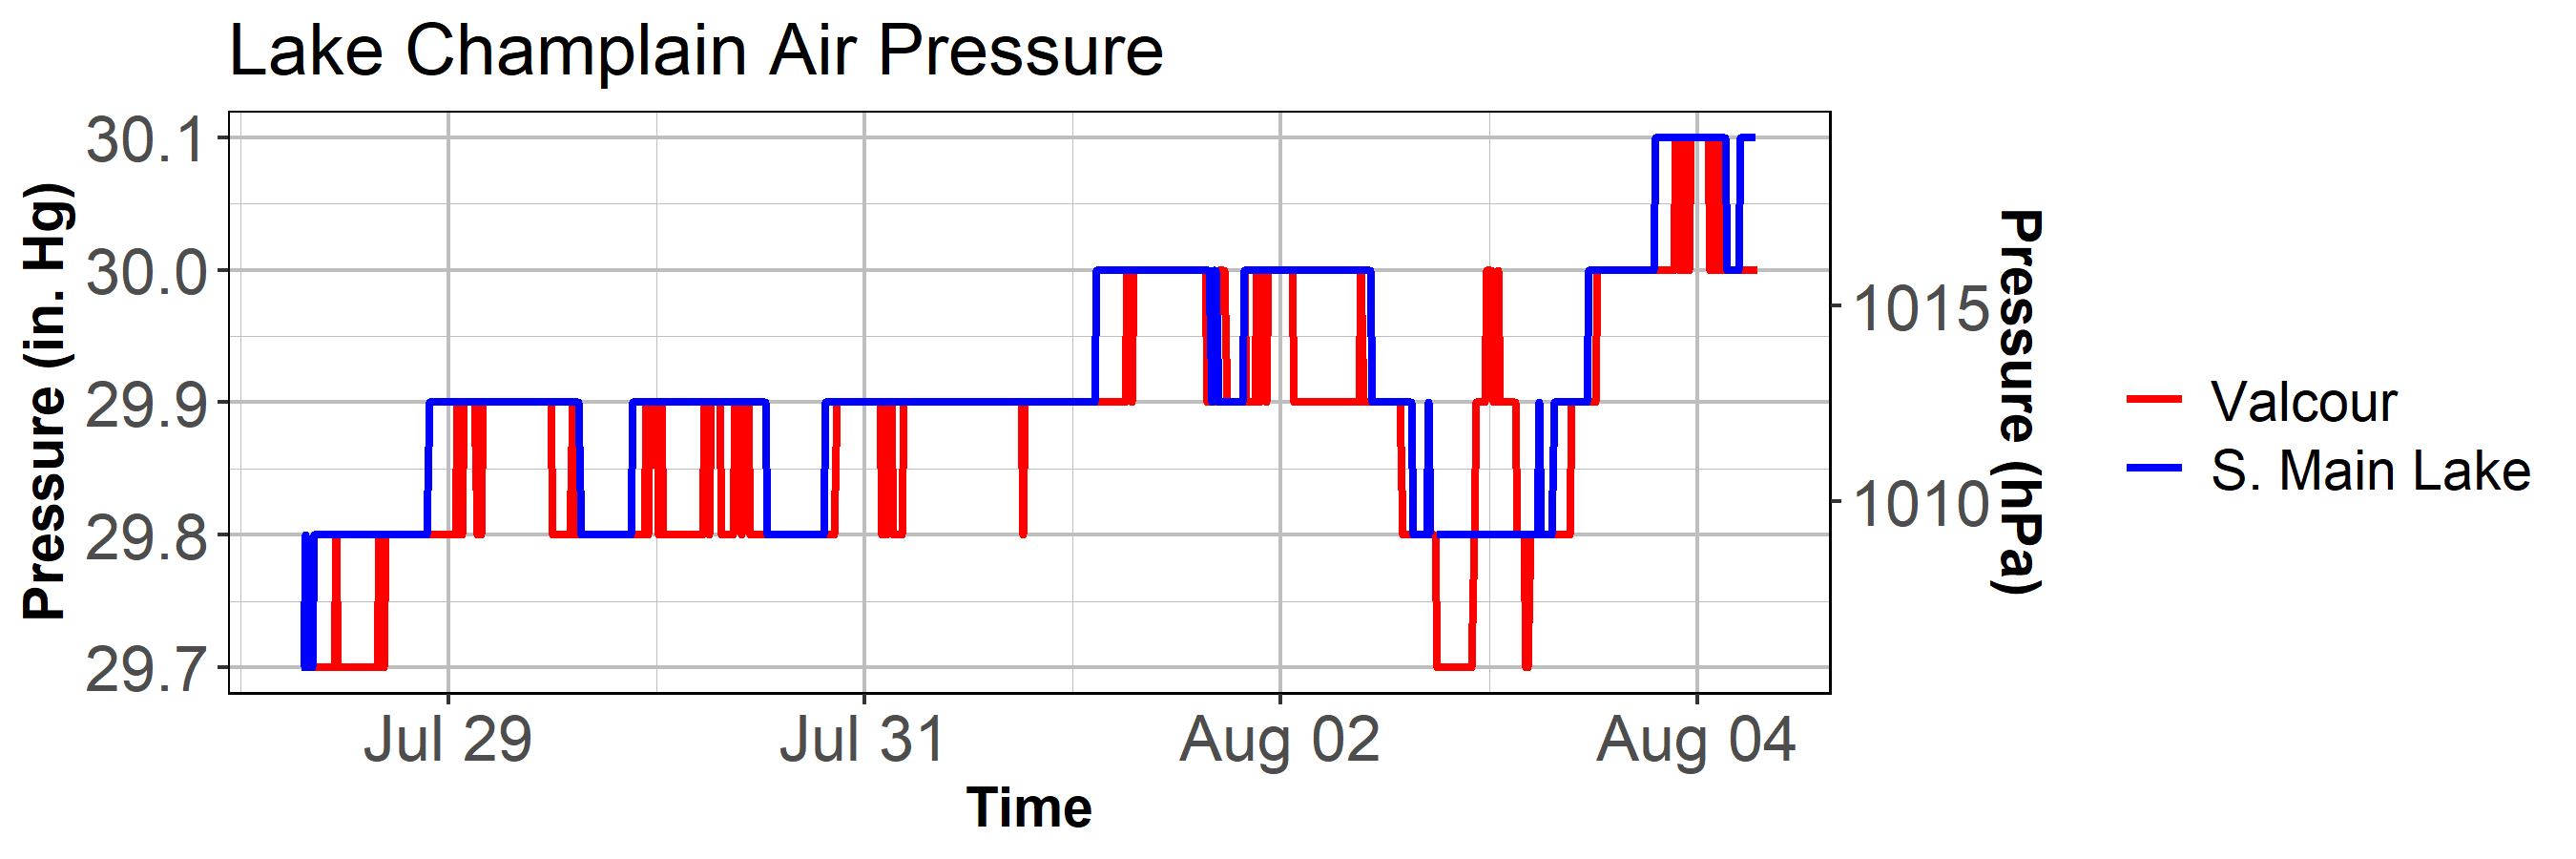 Lake Champlain Air Pressure
30.1
30.0
29.9
29.8
29.7
Pressure (in. Hg)
1015
1010
Pressure (hPa)
Jul 29
Jul 31
Aug 02
Aug 04
Time
Valcour
S. Main Lake